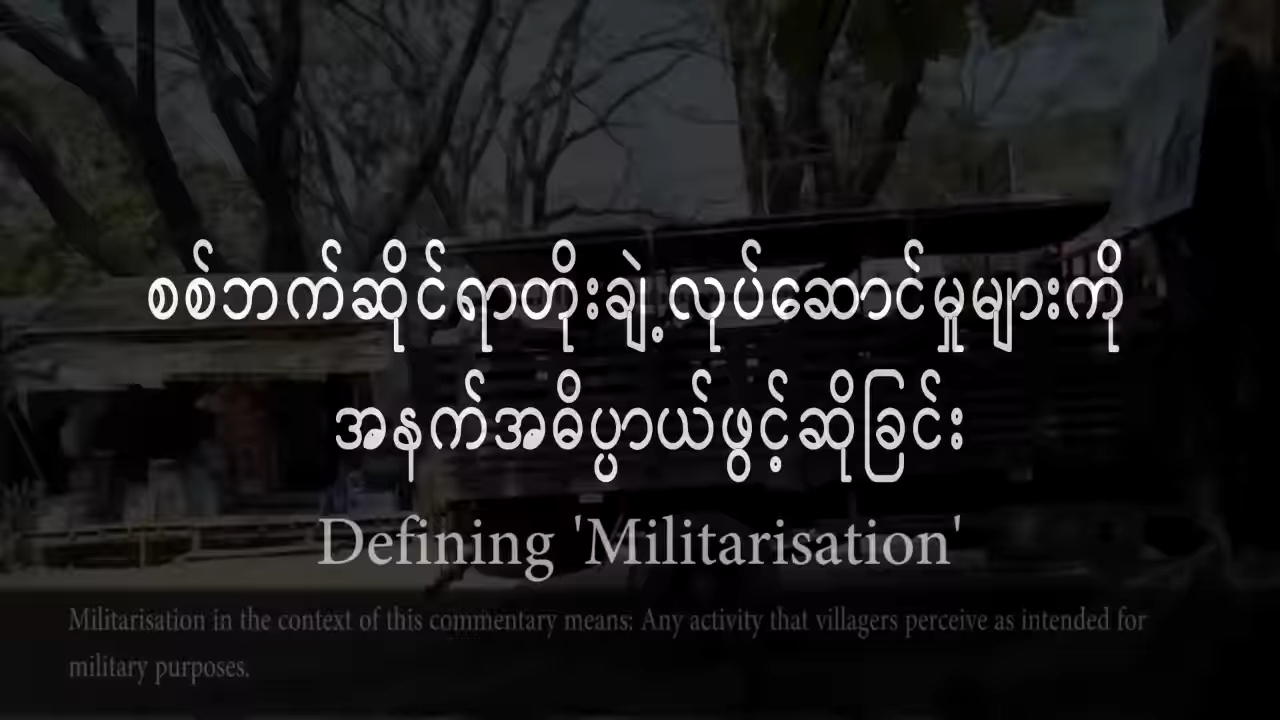 စစ်ဘက်ဆိုင်ရာတိုးချဲ့လုပ်ဆောင်မှုများကို
အနက်အဓိပ္ပာယ်ဖွင့်ဆိုခြင်း
Defining 'Militarisation'
Militarisation in the context of this commentary means: Any activity that villagers perceive as intended for
military purposes.